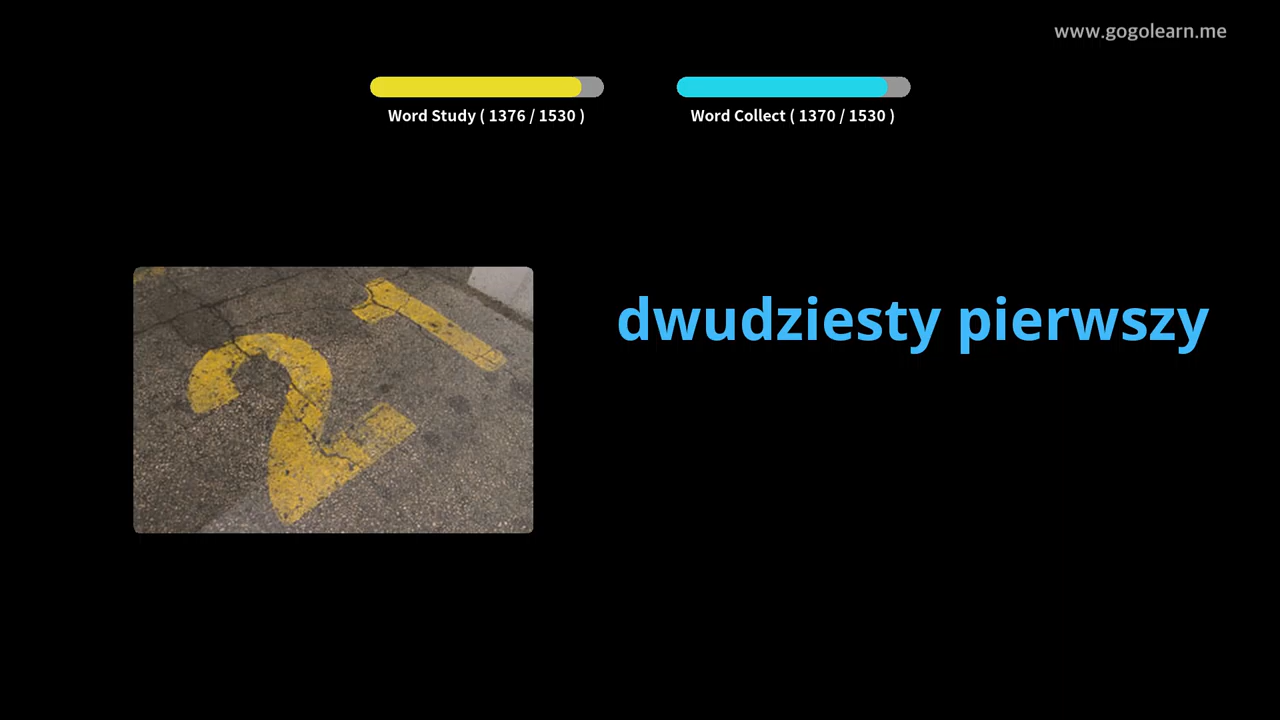 www.gogolearn.me
Word Study ( 1376 / 1530 )
Word Collect ( 1370 / 1530 )
21
dwudziesty pierwszy